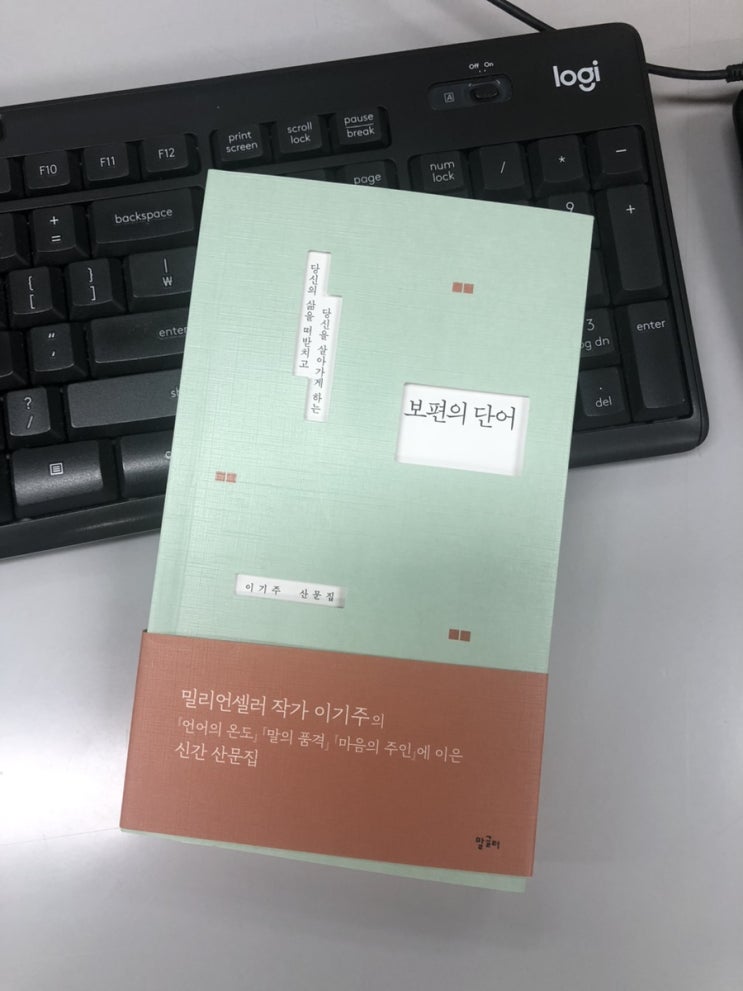 Off On
logi
A
F10 F11 F12
print screen
scroll lock
pause break
page
num lock
/ * −
+ =
backspace
9
+
{ [
} ]
| ₩
" '
enter
3
enter
. del
? /
당신의 삶을 떠받치고
당신을 살아가게 하는
보편의 단어
이기주 산문집
밀리언셀러 작가 이기주의
『언어의 온도』 『말의 품격』 『마음의 주인』에 이은
신간 산문집
말글터